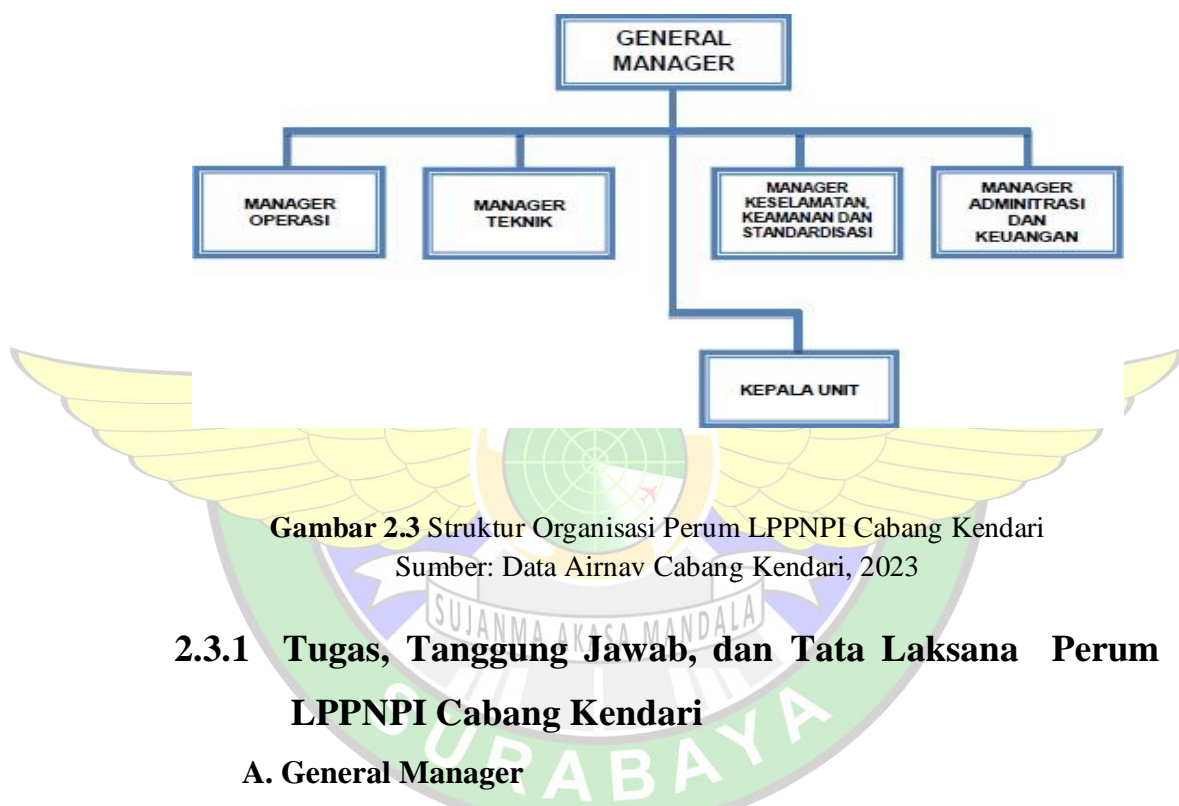 GENERAL
MANAGER
MANAGER
OPERASI
MANAGER
TEKNIK
MANAGER
KESELAMATAN,
KEAMANAN DAN
STANDARDISASI
MANAGER
ADMINITRASI
DAN
KEUANGAN
KEPALA UNIT
Gambar 2.3 Struktur Organisasi Perum LPPNPI Cabang Kendari
Sumber: Data Airnav Cabang Kendari, 2023
SUJANMA AKASA MANDALA
2.3.1 Tugas, Tanggung Jawab, dan Tata Laksana Perum
LPPNPI Cabang Kendari
SURABAYA
A. General Manager